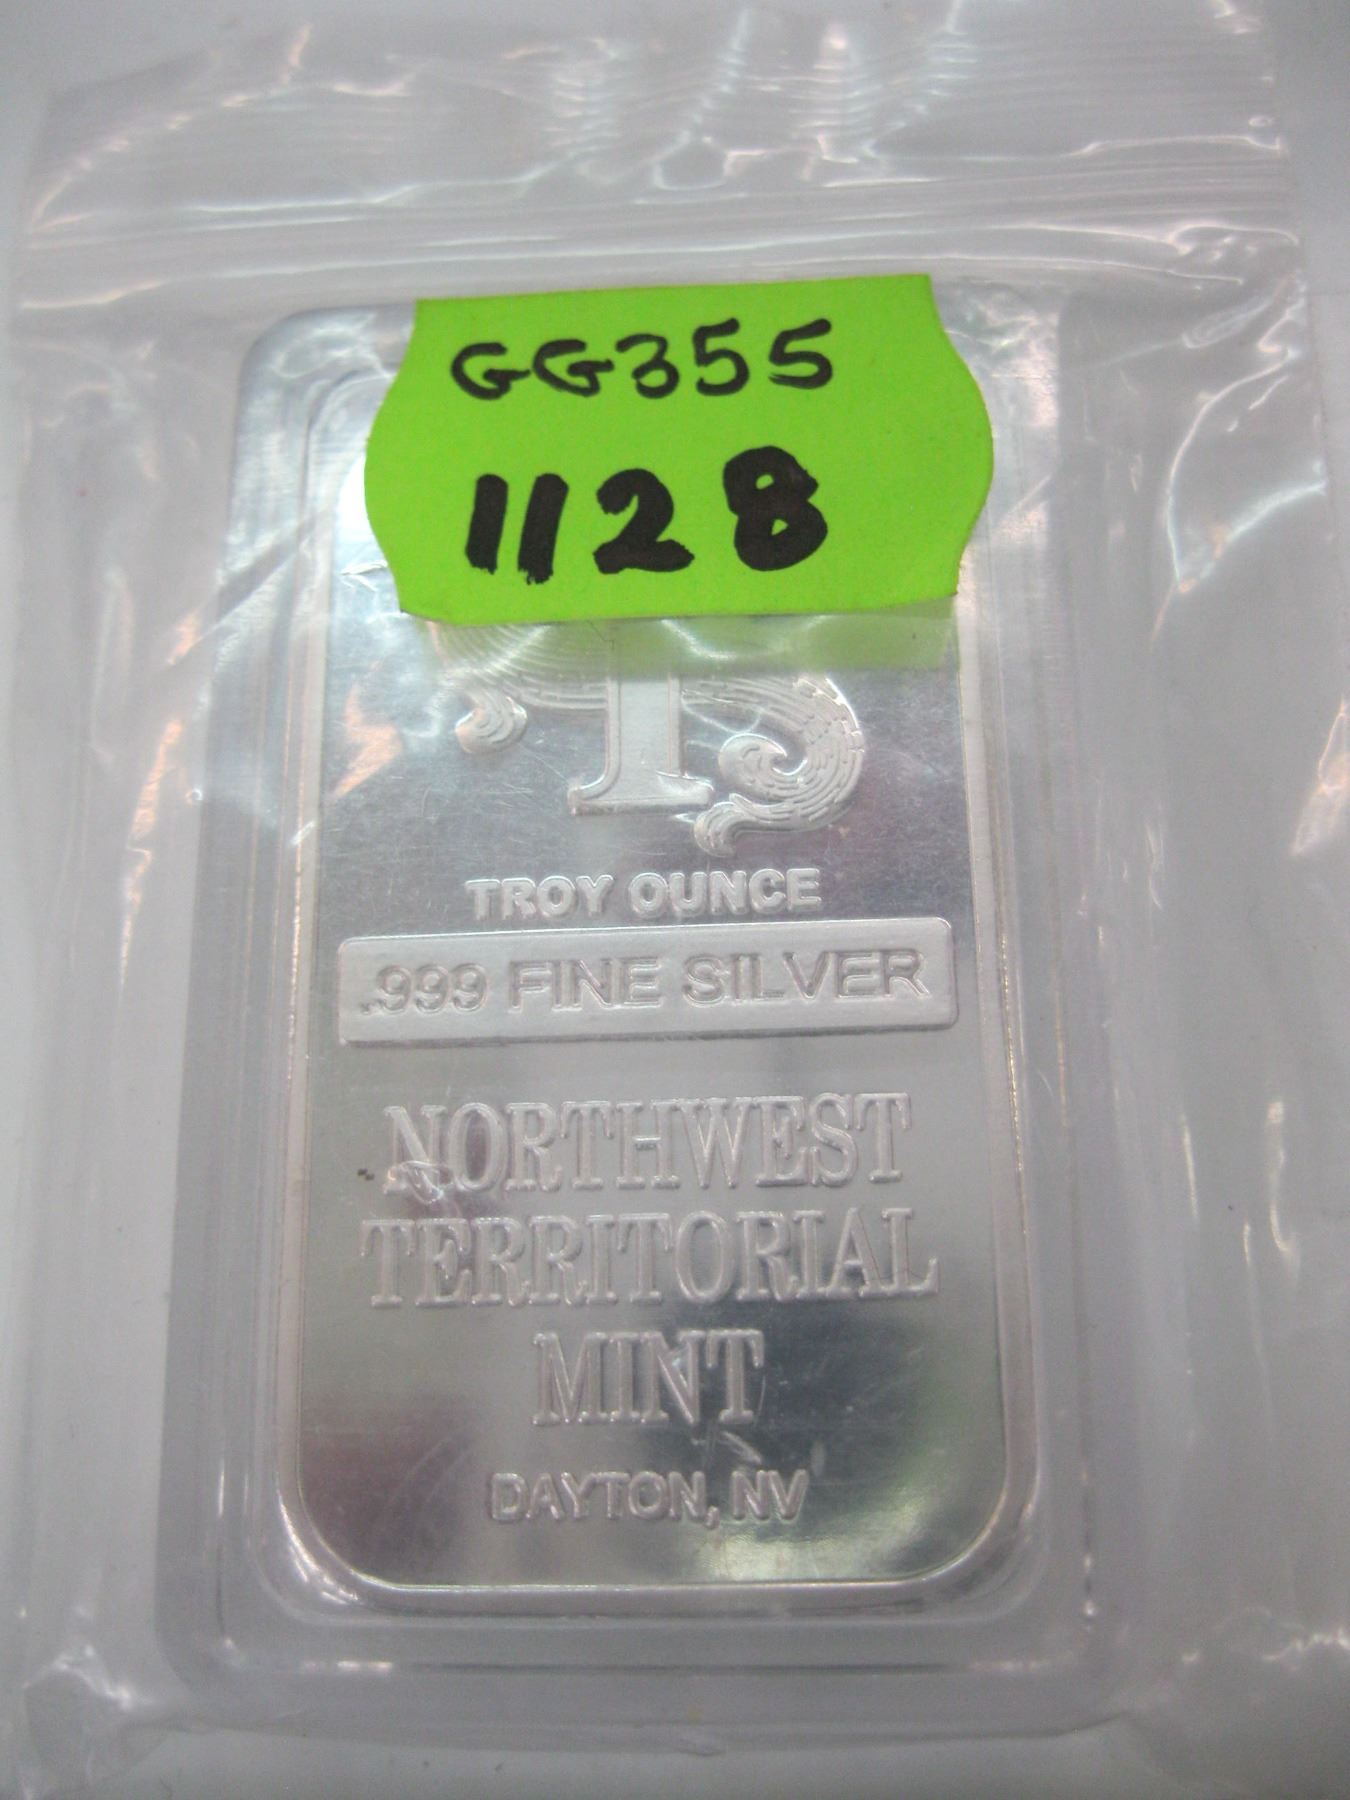 GG355
1128
1
TROY OUNCE
.999 FINE SILVER
NORTHWEST
TERRITORIAL
MINT
DAYTON, NV